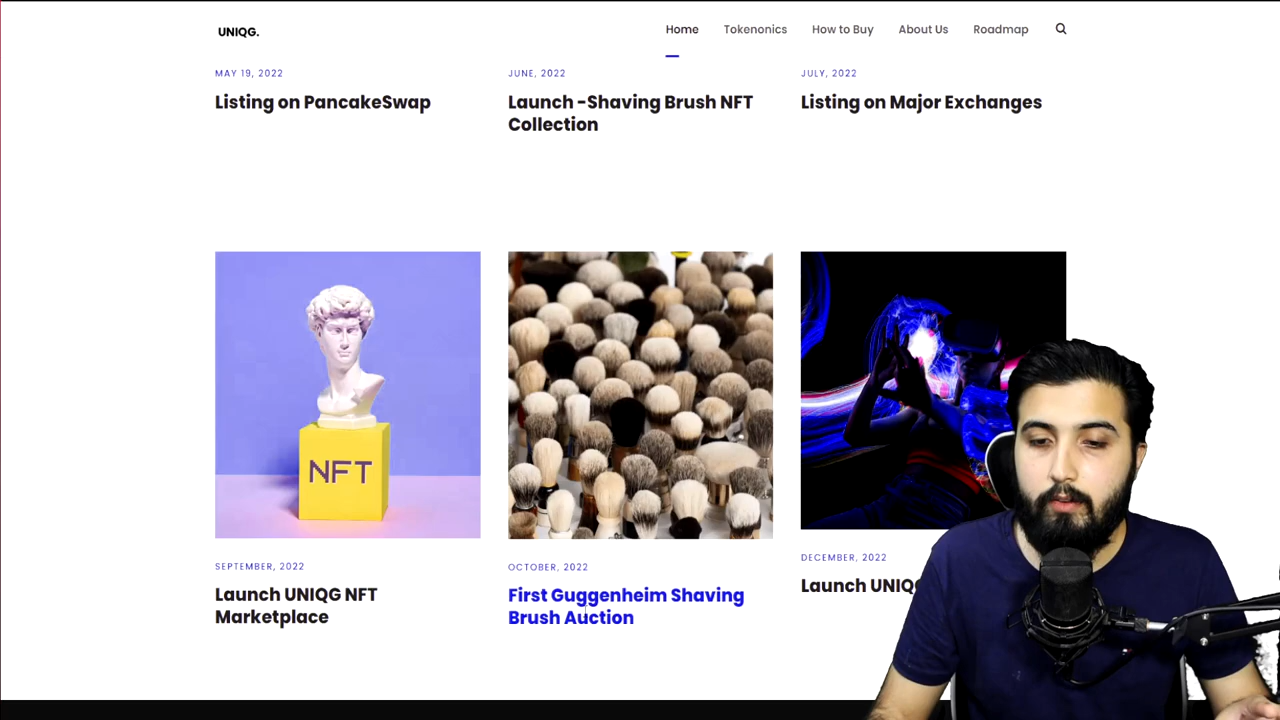 UNIQG.
Home
Tokenonics
How to Buy
About Us
Roadmap
MAY 19, 2022
Listing on PancakeSwap
JUNE, 2022
Launch -Shaving Brush NFT
Collection
JULY, 2022
Listing on Major Exchanges
NFT
SEPTEMBER, 2022
Launch UNIQG NFT
Marketplace
OCTOBER, 2022
First Guggenheim Shaving
Brush Auction
DECEMBER, 2022
Launch